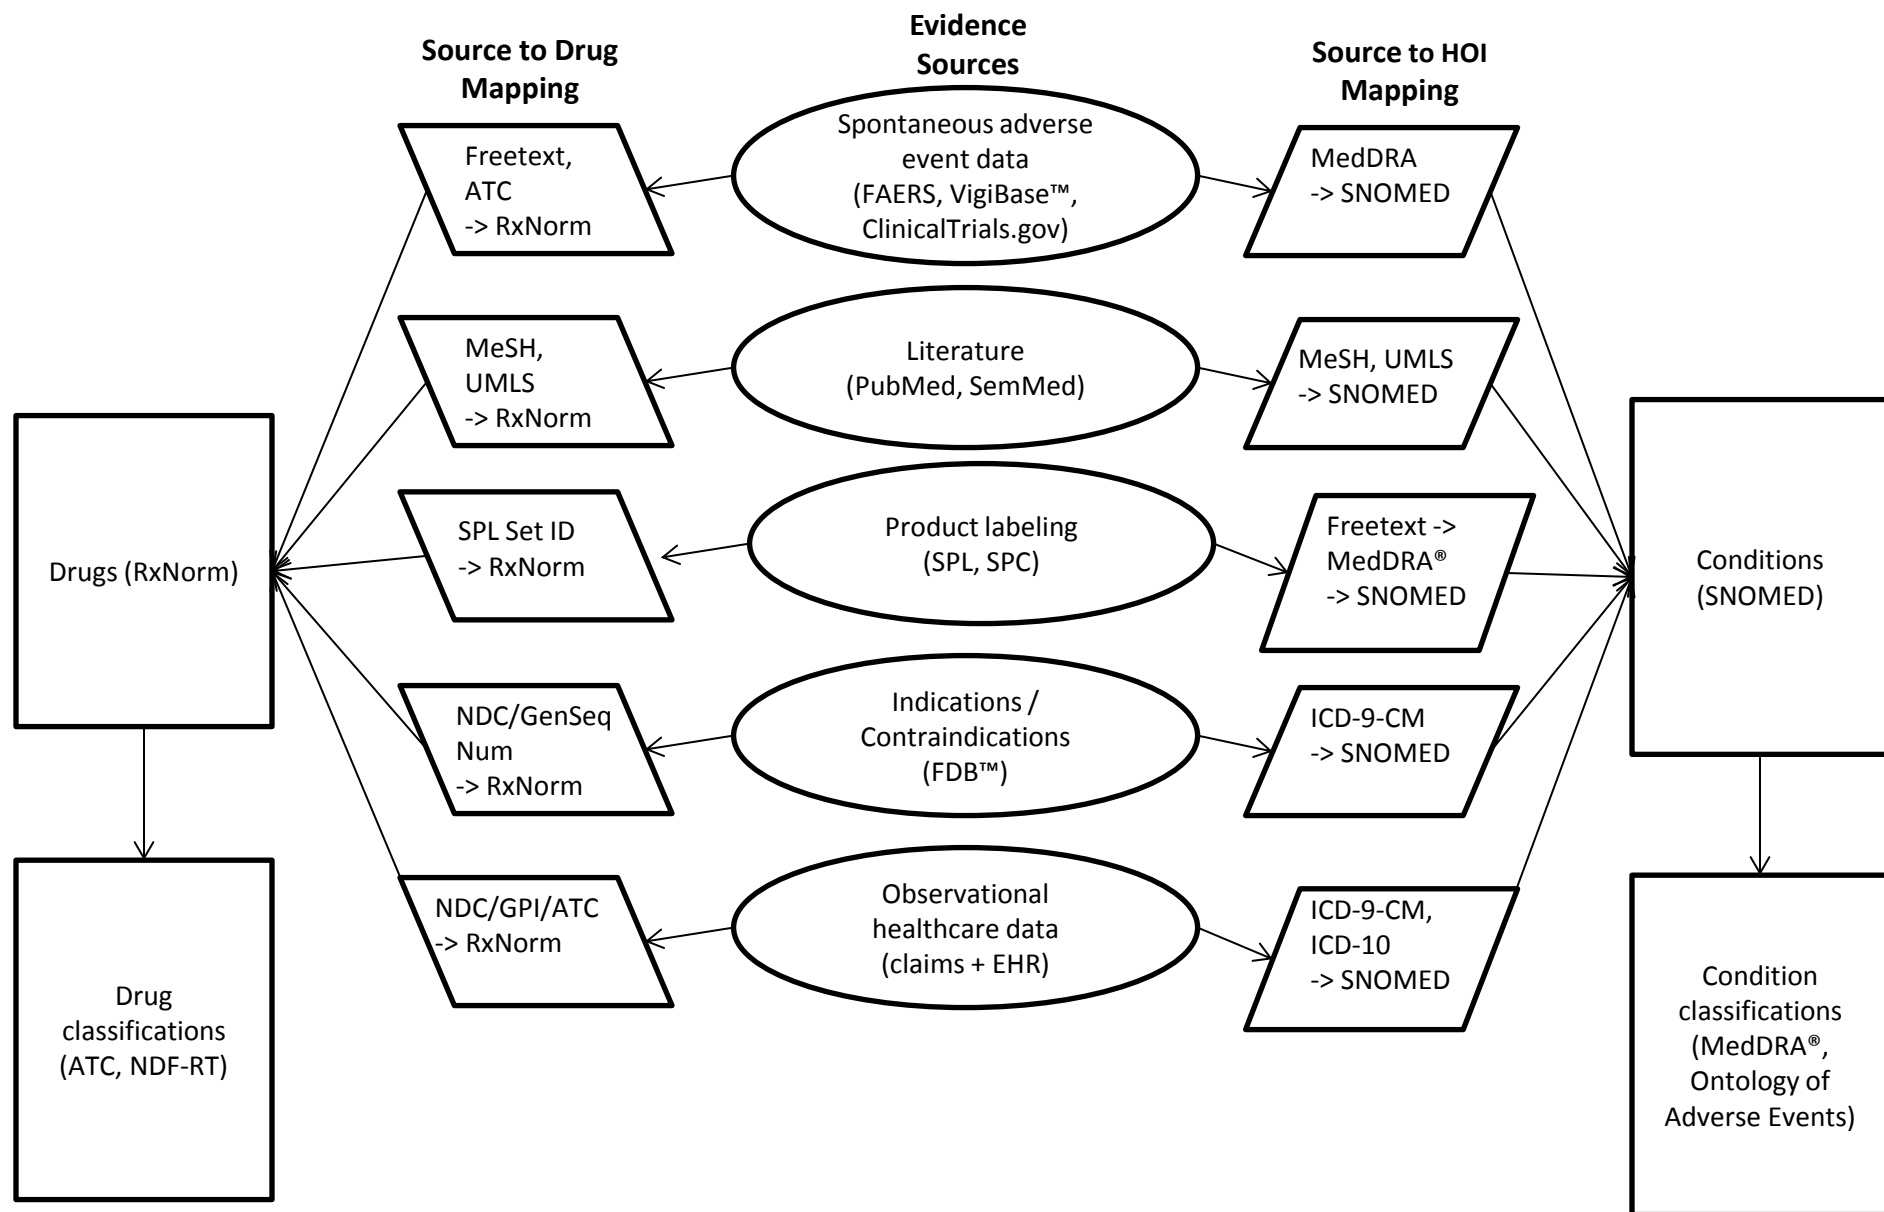 Source to Drug
Mapping
Evidence
Sources
Source to HOI
Mapping
Freetext,
ATC
-> RxNorm
Spontaneous adverse
event data
(FAERS, VigiBase™,
ClinicalTrials.gov)
MedDRA
-> SNOMED
MeSH,
UMLS
-> RxNorm
Literature
(PubMed, SemMed)
MeSH, UMLS
-> SNOMED
SPL Set ID
-> RxNorm
Product labeling
(SPL, SPC)
Freetext ->
MedDRA®
-> SNOMED
Drugs (RxNorm)
Conditions
(SNOMED)
NDC/GenSeq
Num
-> RxNorm
Indications /
Contraindications
(FDB™)
ICD-9-CM
-> SNOMED
NDC/GPI/ATC
-> RxNorm
Observational
healthcare data
(claims + EHR)
ICD-9-CM,
ICD-10
-> SNOMED
Drug
classifications
(ATC, NDF-RT)
Condition
classifications
(MedDRA®,
Ontology of
Adverse Events)